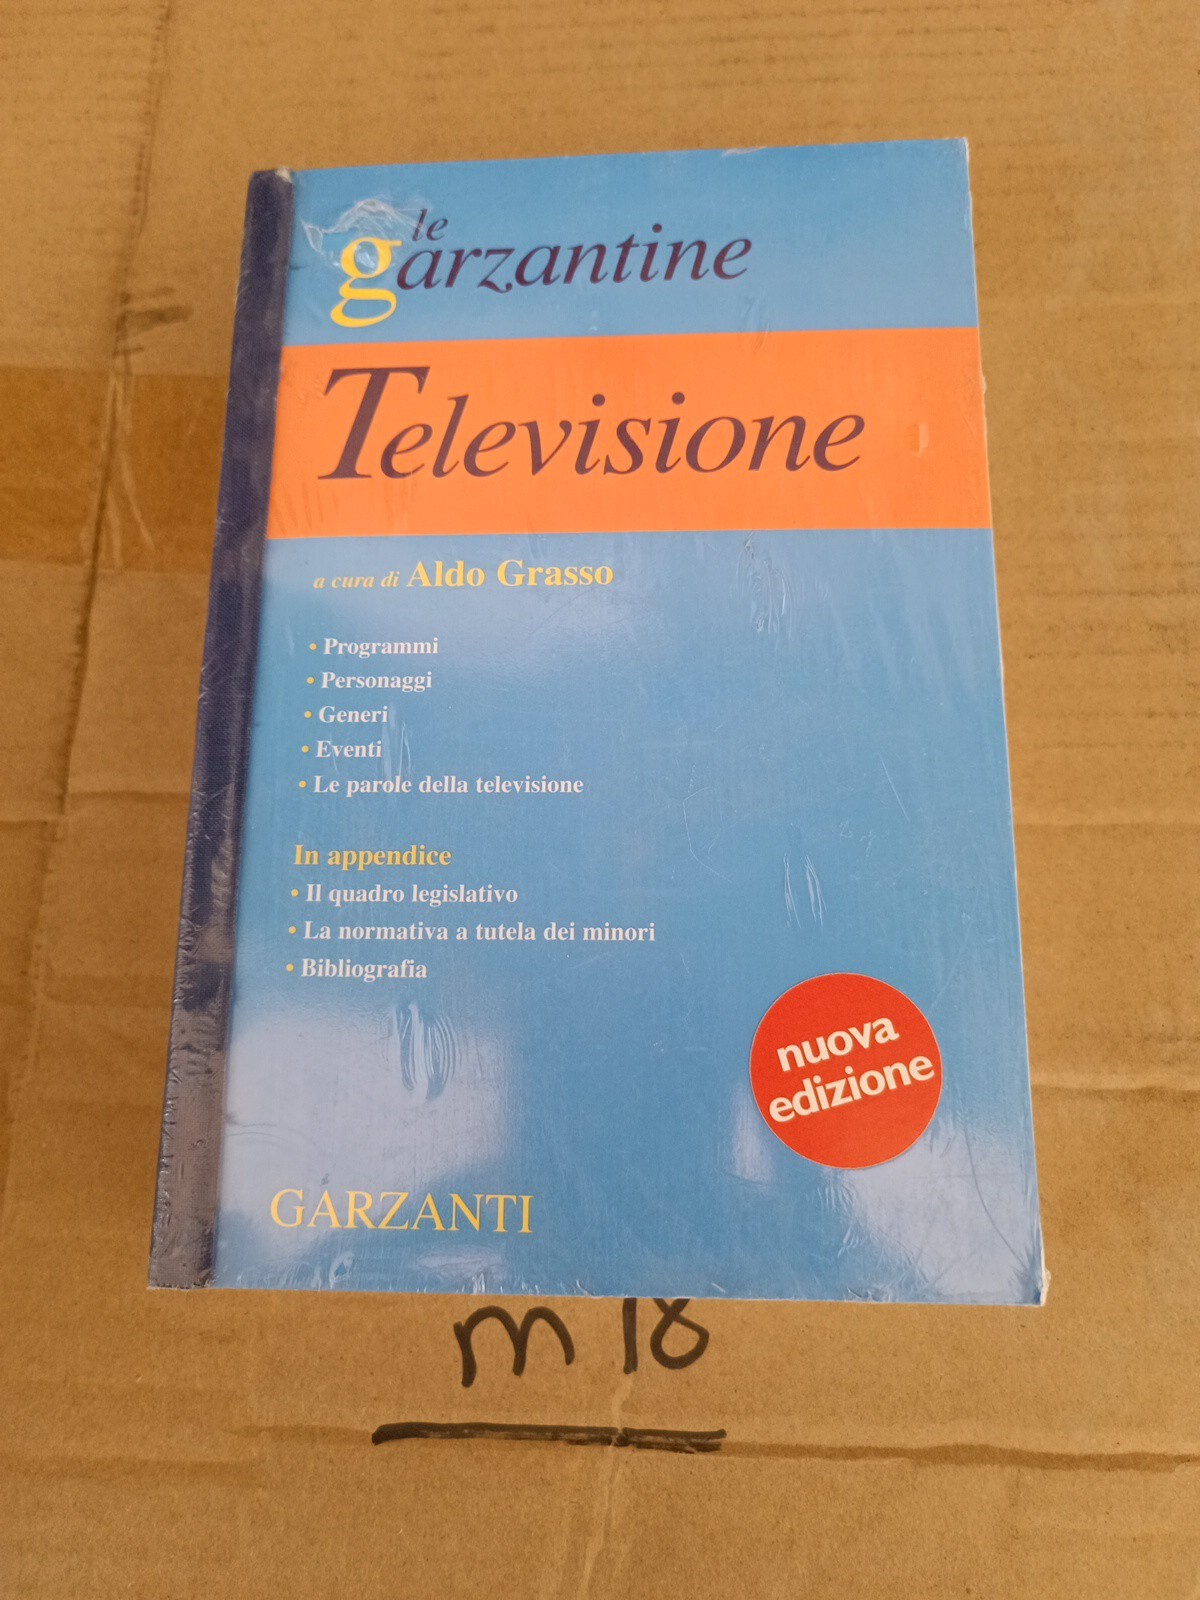 le
garzantine
Televisione
a cura di Aldo Grasso
• Programmi
• Personaggi
• Generi
• Eventi
• Le parole della televisione
In appendice
• Il quadro legislativo
• La normativa a tutela dei minori
• Bibliografia
nuova
edizione
GARZANTI
m 18